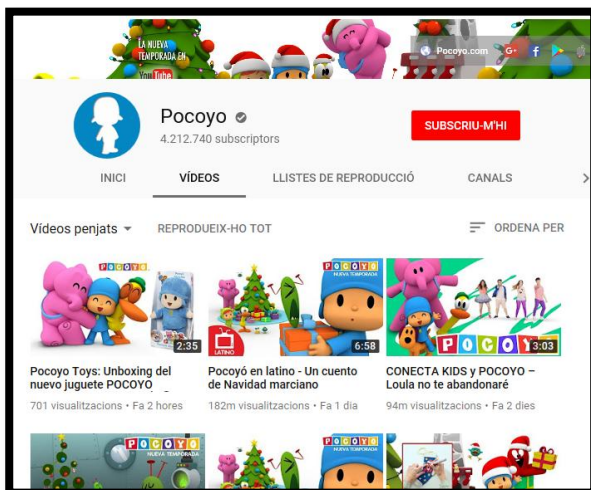 LA NUEVA
TEMPORADA EN
YouTube
Pocoyo.com
Pocoyo
4.212.740 subscriptors
SUBSCRIU-M'HI
INICI VÍDEOS LLISTES DE REPRODUCCIÓ CANALS
Vídeos penjats REPRODUEIX-HO TOT ORDENA PER
POCOYO
2:35
POCOYO
NUEVA TEMPORADA
LATINO
6:58
POCOYO
3:03
Pocoyo Toys: Unboxing del
nuevo juguete POCOYO
701 visualitzacions • Fa 2 hores
Pocoyó en latino - Un cuento
de Navidad marciano
182m visualitzacions • Fa 1 dia
CONECTA KIDS y POCOYO –
Loula no te abandonaré
94m visualitzacions • Fa 2 dies
POCOYO
NUEVA TEMPORADA
POCOYO
NUEVA TEMPORADA